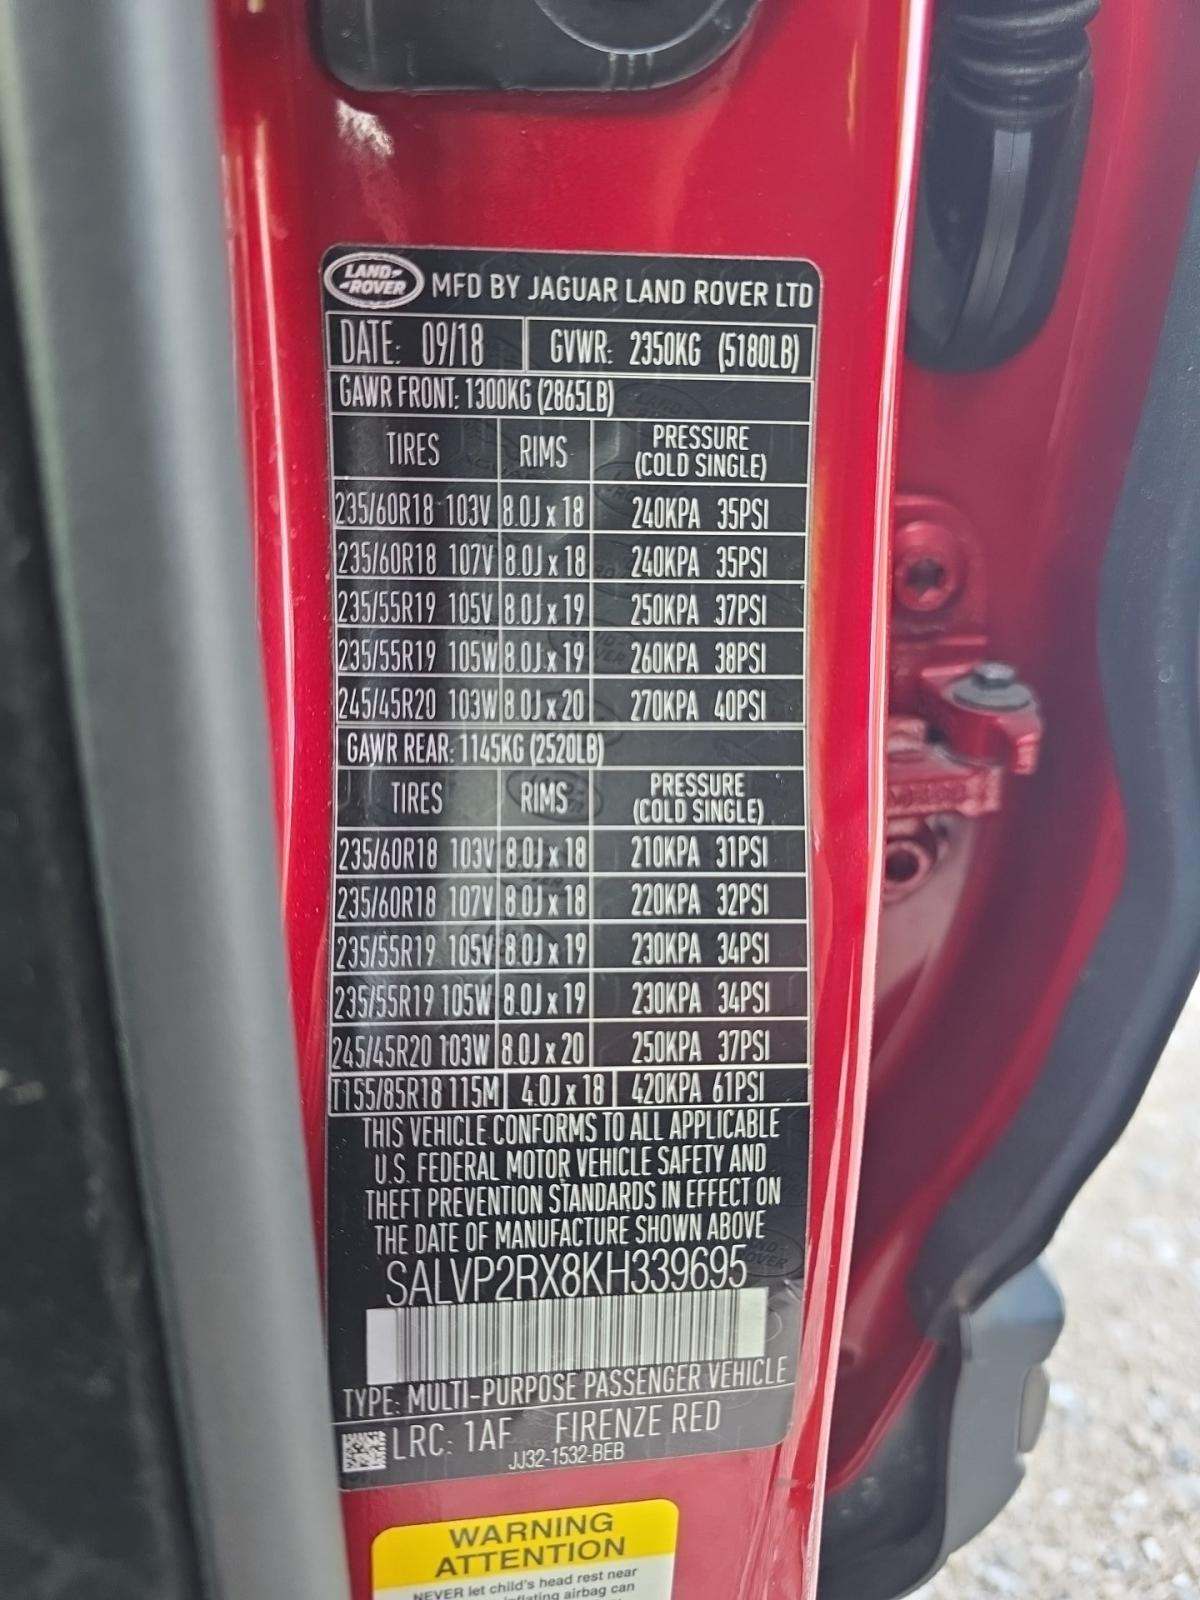 LAND ROVER MFD BY JAGUAR LAND ROVER LTD
DATE: 09/18 GVWR: 2350KG (5180LB)
GAWR FRONT: 1300KG (2865LB)
TIRES RIMS PRESSURE (COLD SINGLE)
235/60R18 103V 8.0J x 18 240KPA 35PSI
235/60R18 107V 8.0J x 18 240KPA 35PSI
235/55R19 105V 8.0J x 19 250KPA 37PSI
235/55R19 105W 8.0J x 19 260KPA 38PSI
245/45R20 103W 8.0J x 20 270KPA 40PSI
GAWR REAR: 1145KG (2520LB)
TIRES RIMS PRESSURE (COLD SINGLE)
235/60R18 103V 8.0J x 18 210KPA 31PSI
235/60R18 107V 8.0J x 18 220KPA 32PSI
235/55R19 105V 8.0J x 19 230KPA 34PSI
235/55R19 105W 8.0J x 19 230KPA 34PSI
245/45R20 103W 8.0J x 20 250KPA 37PSI
T155/85R18 115M 4.0J x 18 420KPA 61PSI
THIS VEHICLE CONFORMS TO ALL APPLICABLE
U.S. FEDERAL MOTOR VEHICLE SAFETY AND
THEFT PREVENTION STANDARDS IN EFFECT ON
THE DATE OF MANUFACTURE SHOWN ABOVE
SALVP2RX8KH339695
TYPE: MULTI-PURPOSE PASSENGER VEHICLE
LRC: 1AF FIRENZE RED
JJ32-1532-BEB
WARNING
ATTENTION
NEVER let child's head rest near
airbag can